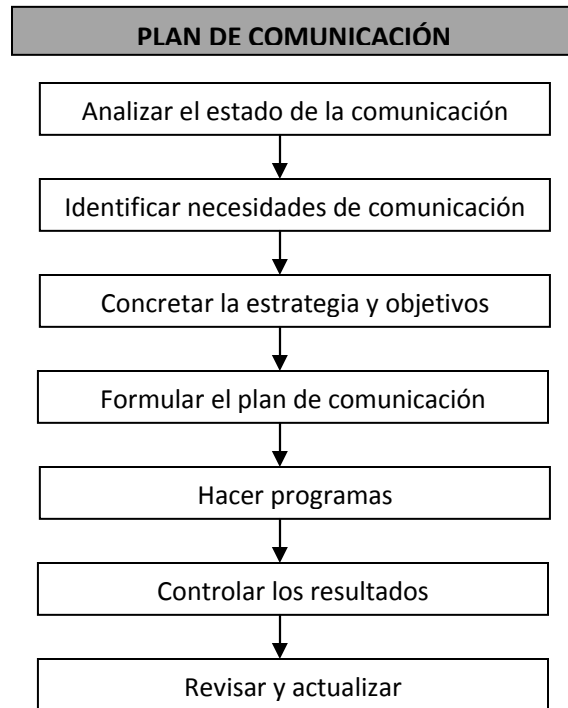 PLAN DE COMUNICACIÓN
Analizar el estado de la comunicación
Identificar necesidades de comunicación
Concretar la estrategia y objetivos
Formular el plan de comunicación
Hacer programas
Controlar los resultados
Revisar y actualizar